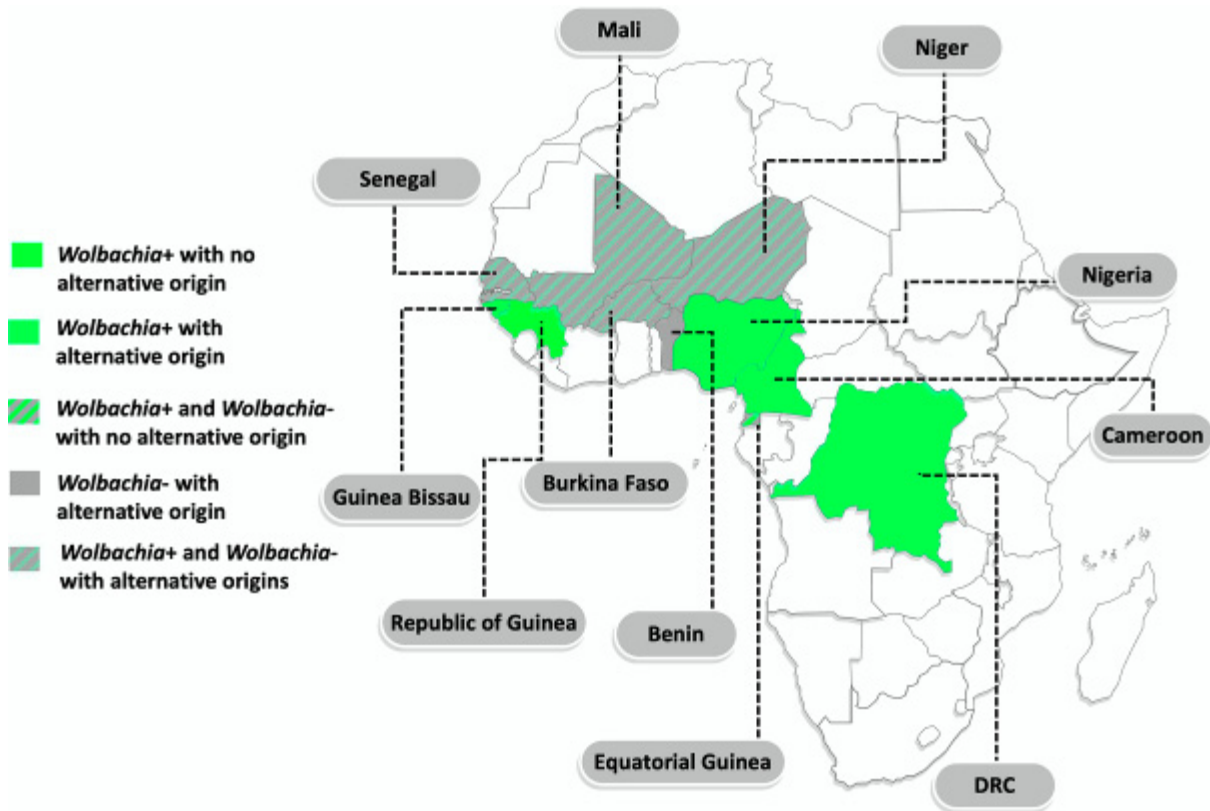 Mali
Niger
Senegal
Wolbachia+ with no
alternative origin
Nigeria
Wolbachia+ with
alternative origin
Wolbachia+ and Wolbachia-
with no alternative origin
Cameroon
Wolbachia- with
alternative origin
Guinea Bissau
Burkina Faso
Wolbachia+ and Wolbachia-
with alternative origins
Republic of Guinea
Benin
Equatorial Guinea
DRC